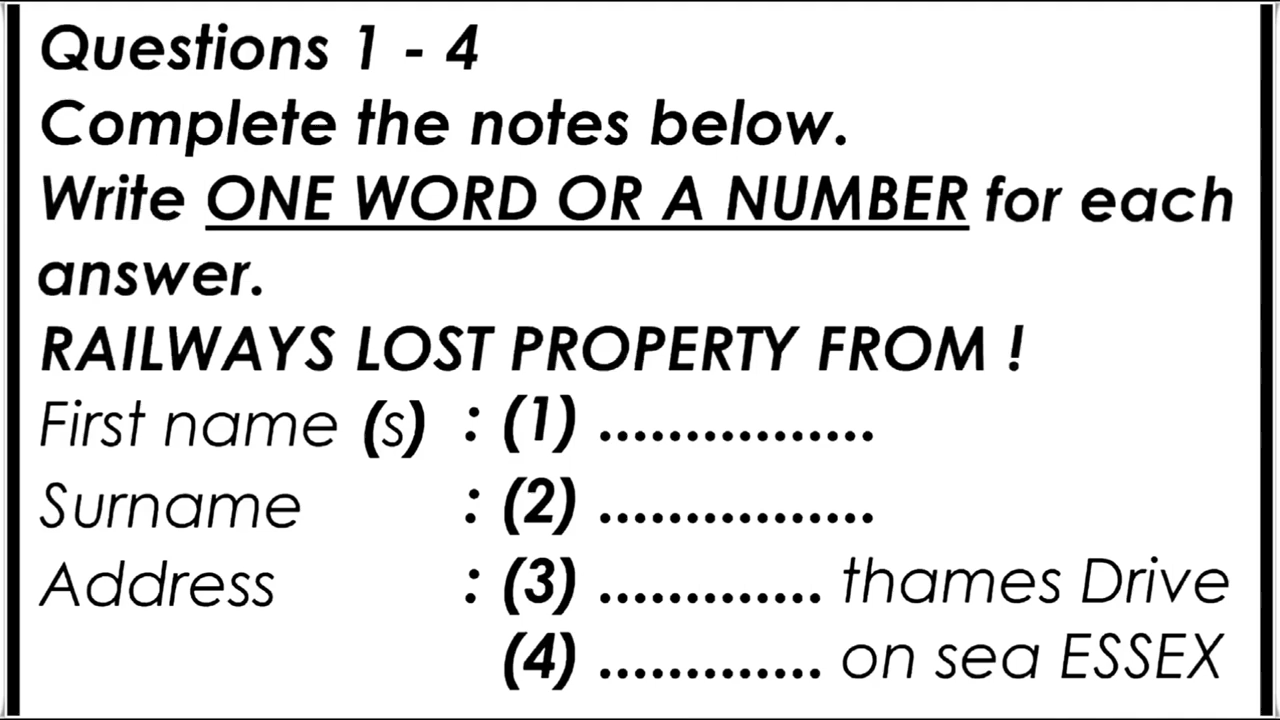 Questions 1 - 4
Complete the notes below.
Write ONE WORD OR A NUMBER for each
answer.
RAILWAYS LOST PROPERTY FROM !
First name (s) : (1) ................
Surname : (2) ................
Address : (3) ............. thames Drive
(4) ............. on sea ESSEX